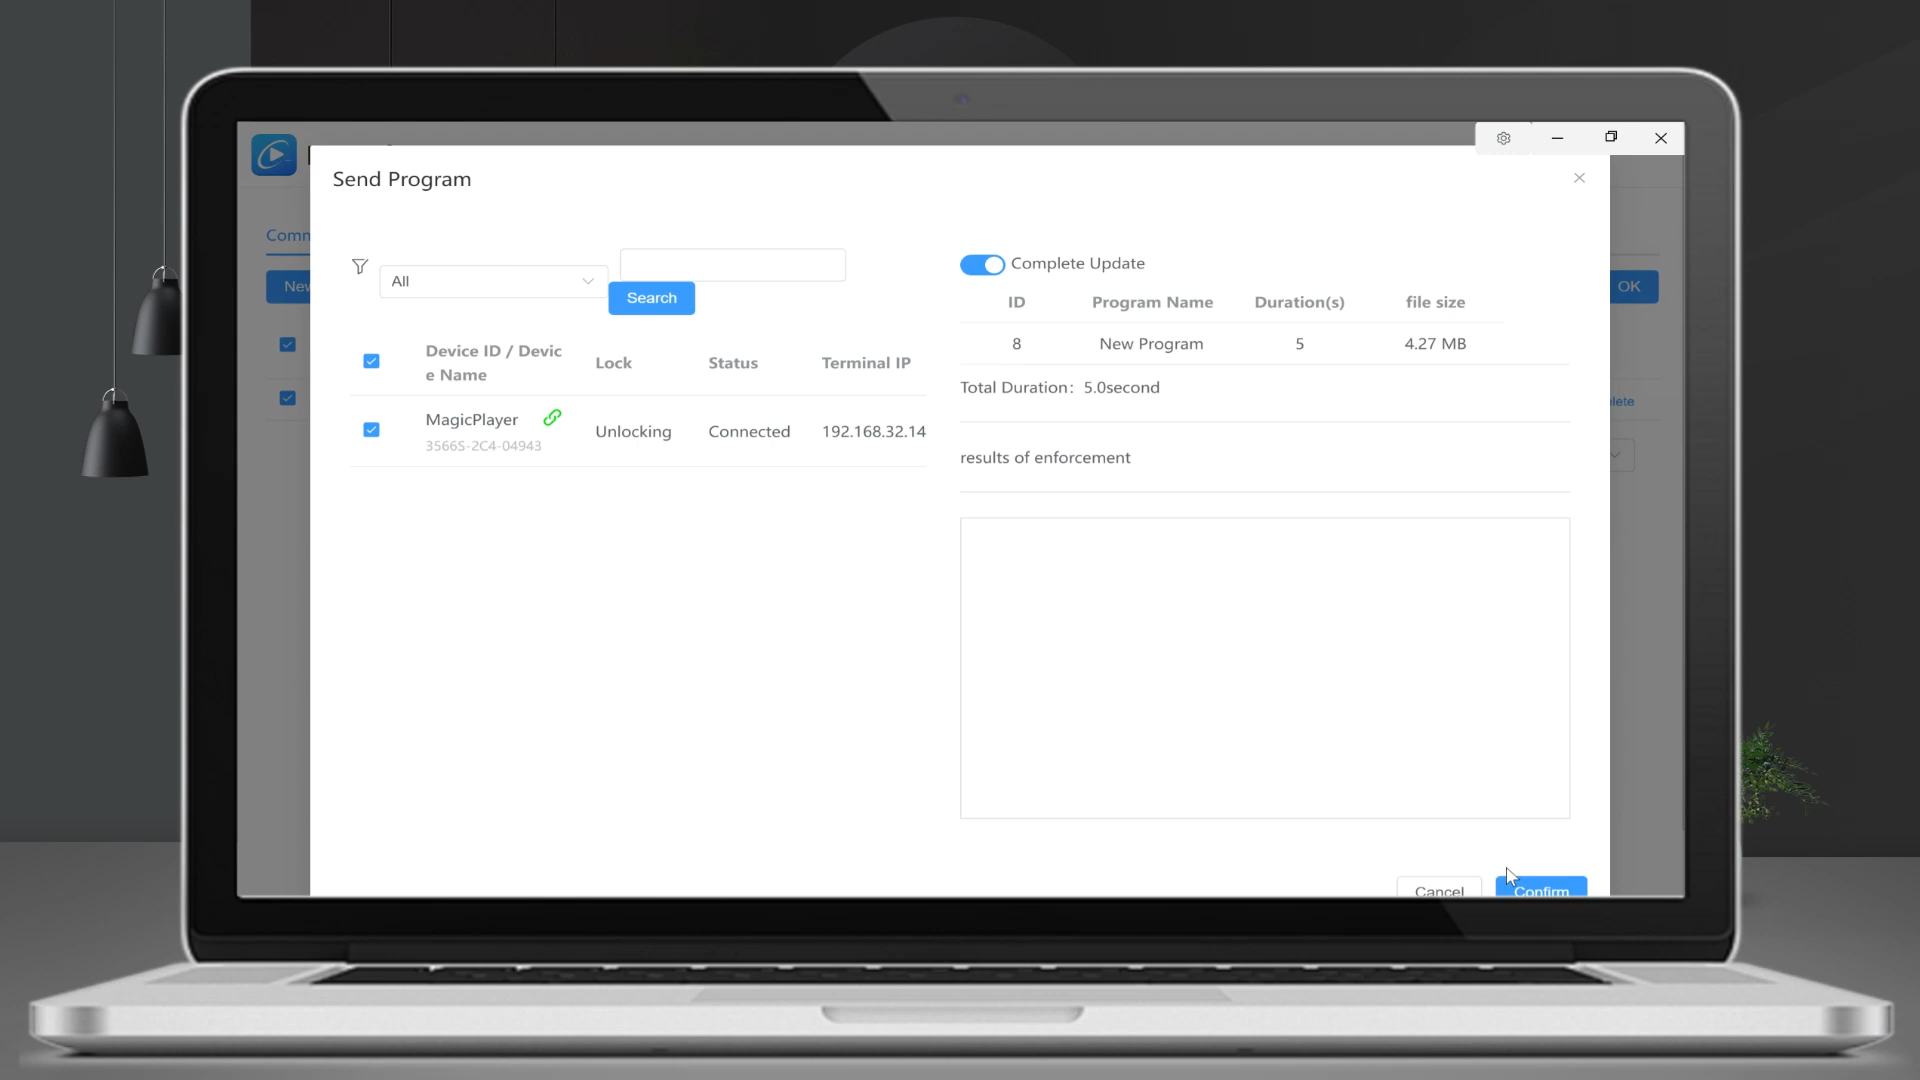 Send Program
Comm
New
All
Search
Device ID / Devic
e Name
Lock
Status
Terminal IP
MagicPlayer
3566S-2C4-04943
Unlocking
Connected
192.168.32.14
Complete Update
ID
Program Name
Duration(s)
file size
8
New Program
5
4.27 MB
Total Duration: 5.0second
results of enforcement
OK
lete
Cancel
Confirm